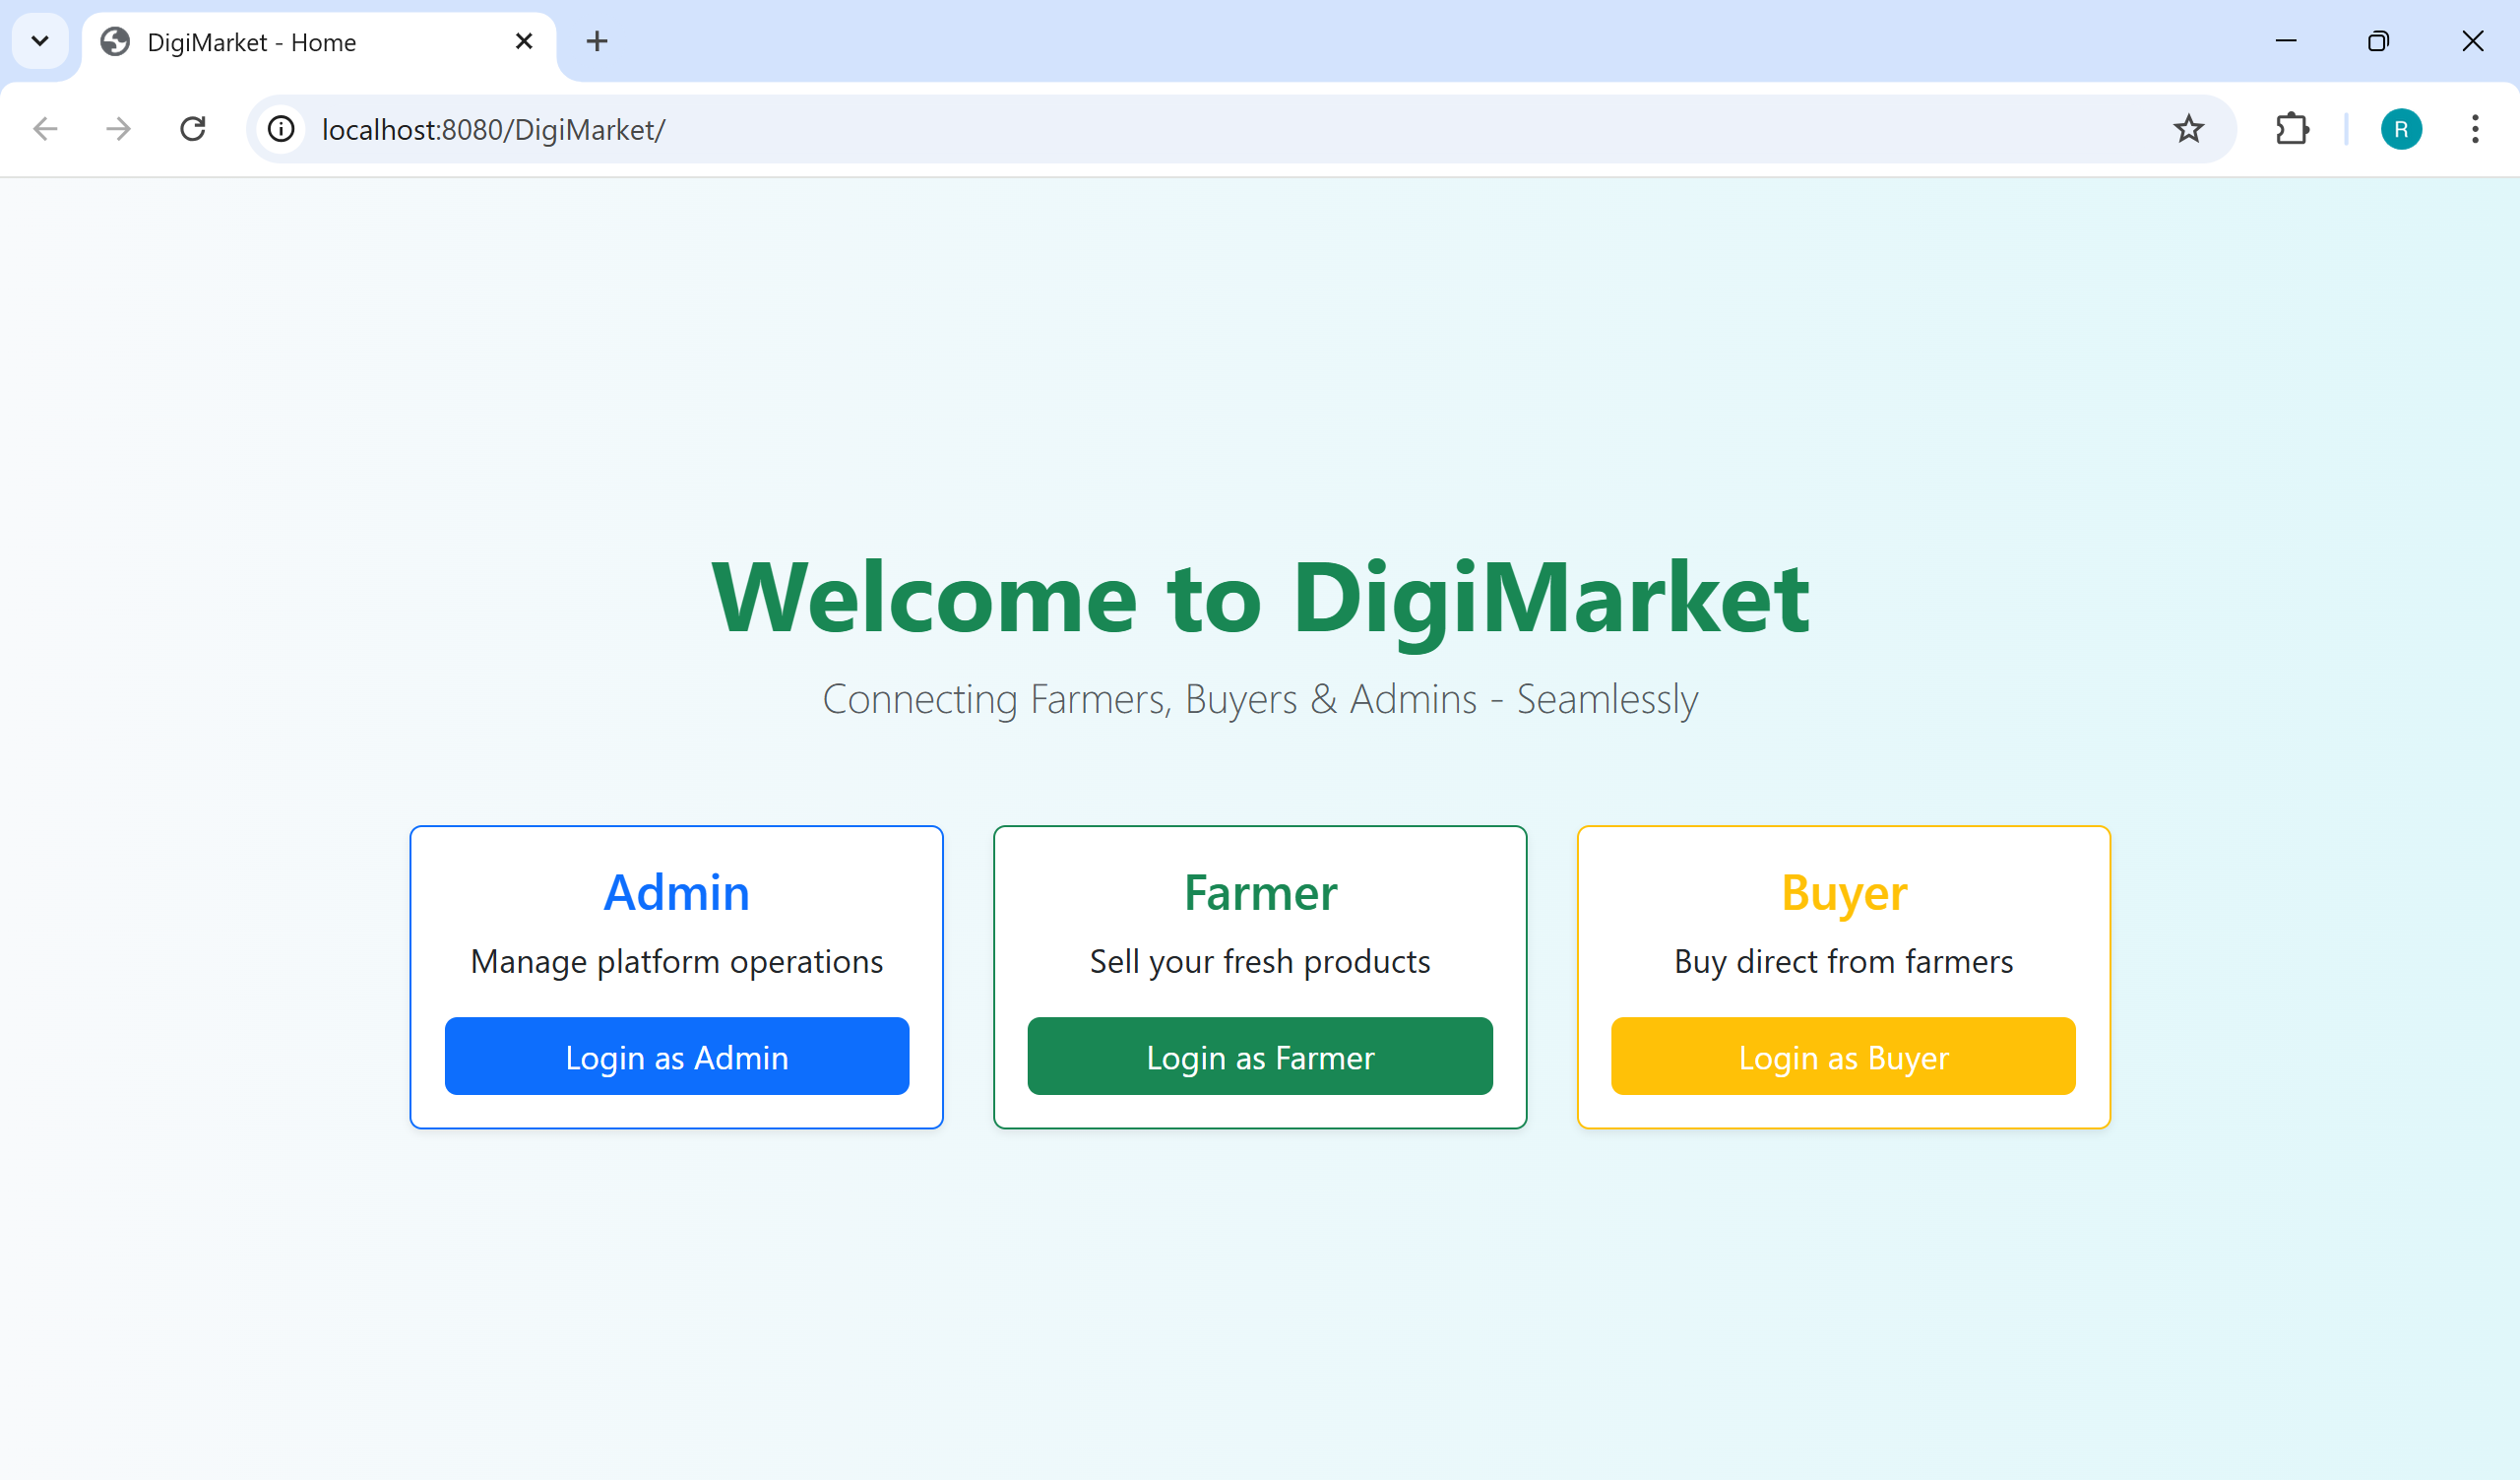 DigiMarket - Home
localhost:8080/DigiMarket/
R
Welcome to DigiMarket
Connecting Farmers, Buyers & Admins - Seamlessly
Admin
Manage platform operations
Login as Admin
Farmer
Sell your fresh products
Login as Farmer
Buyer
Buy direct from farmers
Login as Buyer